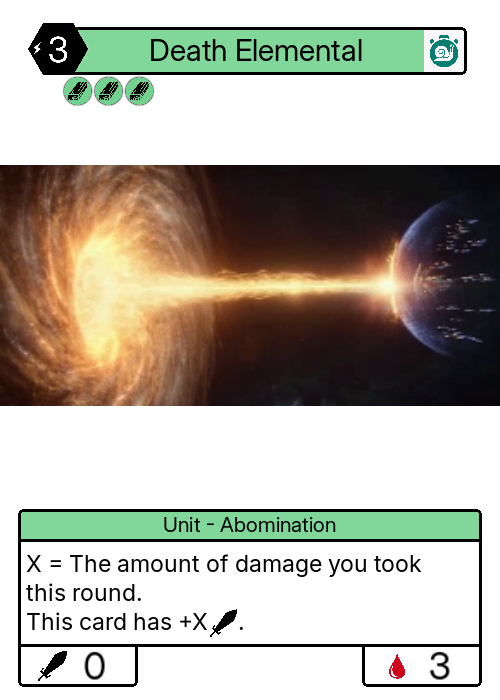 3
Death Elemental
Unit - Abomination
X = The amount of damage you took
this round.
This card has +X.
0
3